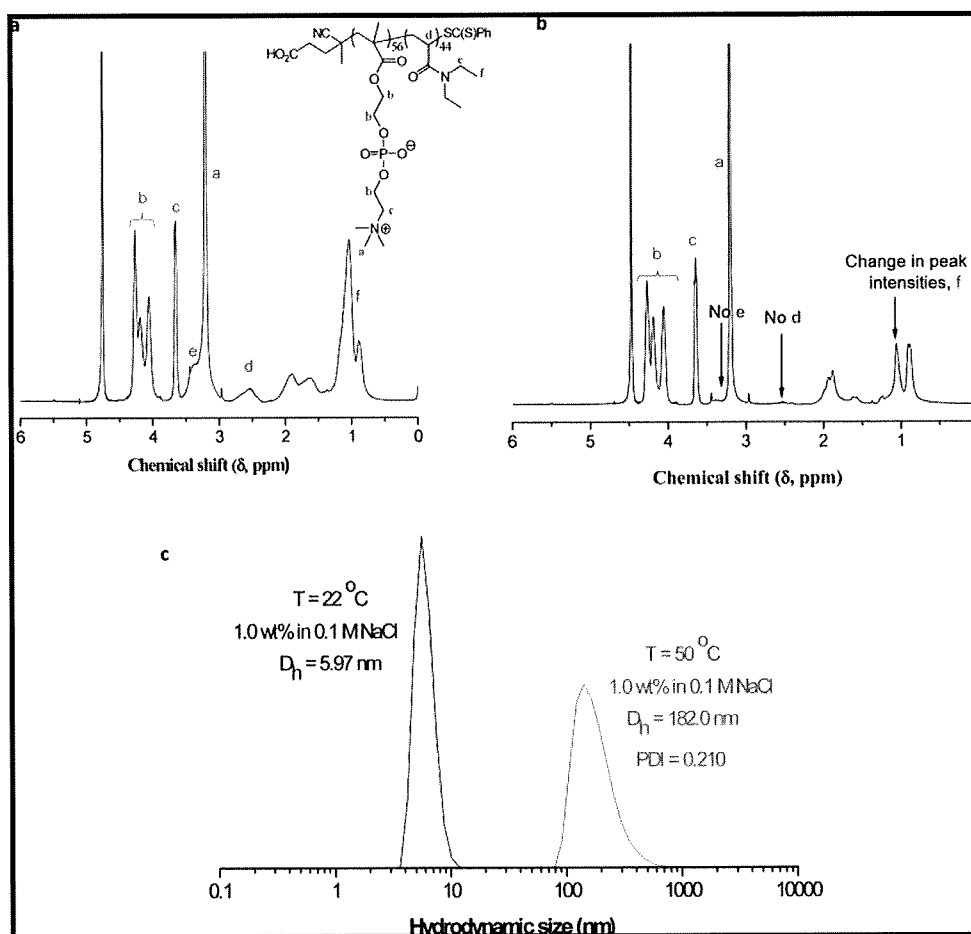 a
NC
56
d
44
SC(S)Ph
HO₂C
O
O
O
N
e
f
b
b
O
O=P-O⊖
O
b
c
N⊕
a
a
b
c
e
d
f
6 5 4 3 2 1 0
Chemical shift (δ, ppm)
b
a
b
c
No e
No d
Change in peak
intensities, f
6 5 4 3 2 1
Chemical shift (δ, ppm)
c
T = 22 °C
1.0 wt% in 0.1 M NaCl
Dh = 5.97 nm
T = 50 °C
1.0 wt% in 0.1 M NaCl
Dh = 182.0 nm
PDI = 0.210
0.1 1 10 100 1000 10000
Hydrodynamic size (nm)